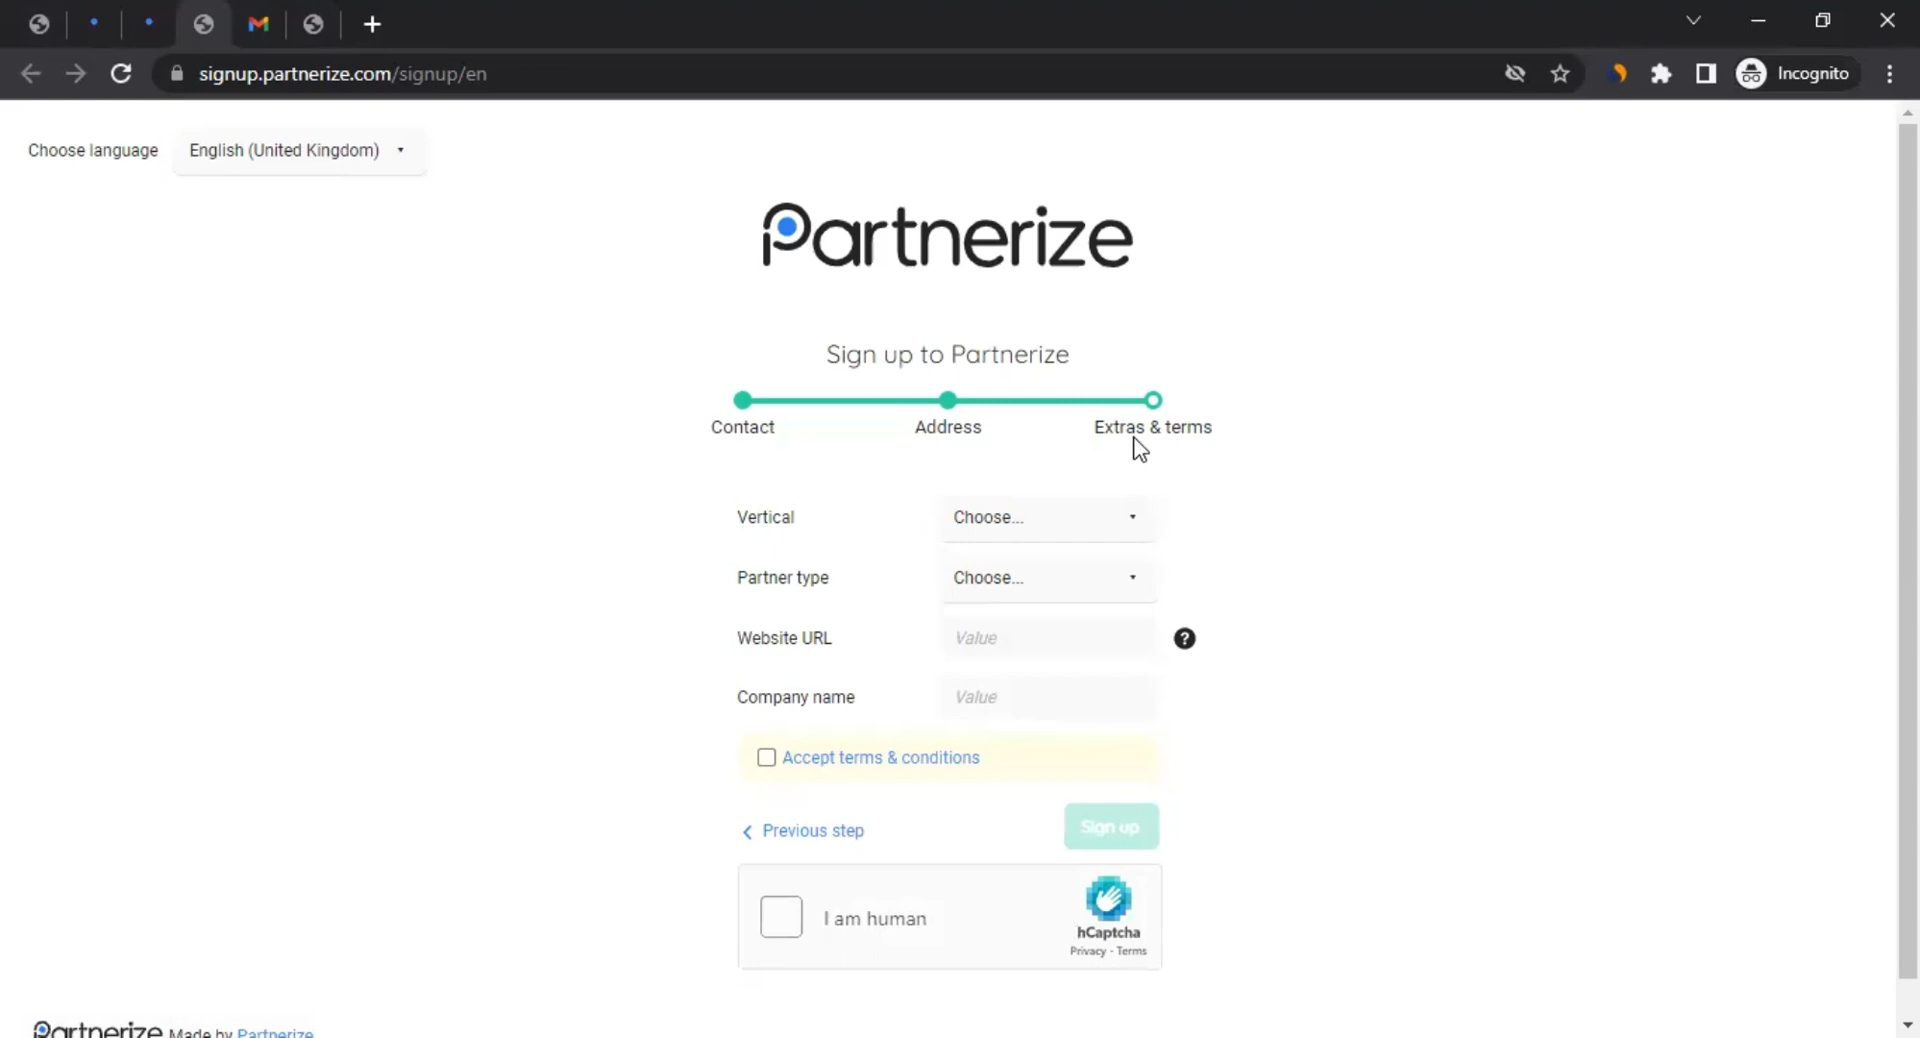 signup.partnerize.com/signup/en
Incognito
Choose language English (United Kingdom)
Partnerize
Sign up to Partnerize
Contact Address Extras & terms
Vertical Choose...
Partner type Choose...
Website URL Value ?
Company name Value
Accept terms & conditions
Previous step Sign up
I am human
hCaptcha
Privacy - Terms
Partnerize Made by Partnerize